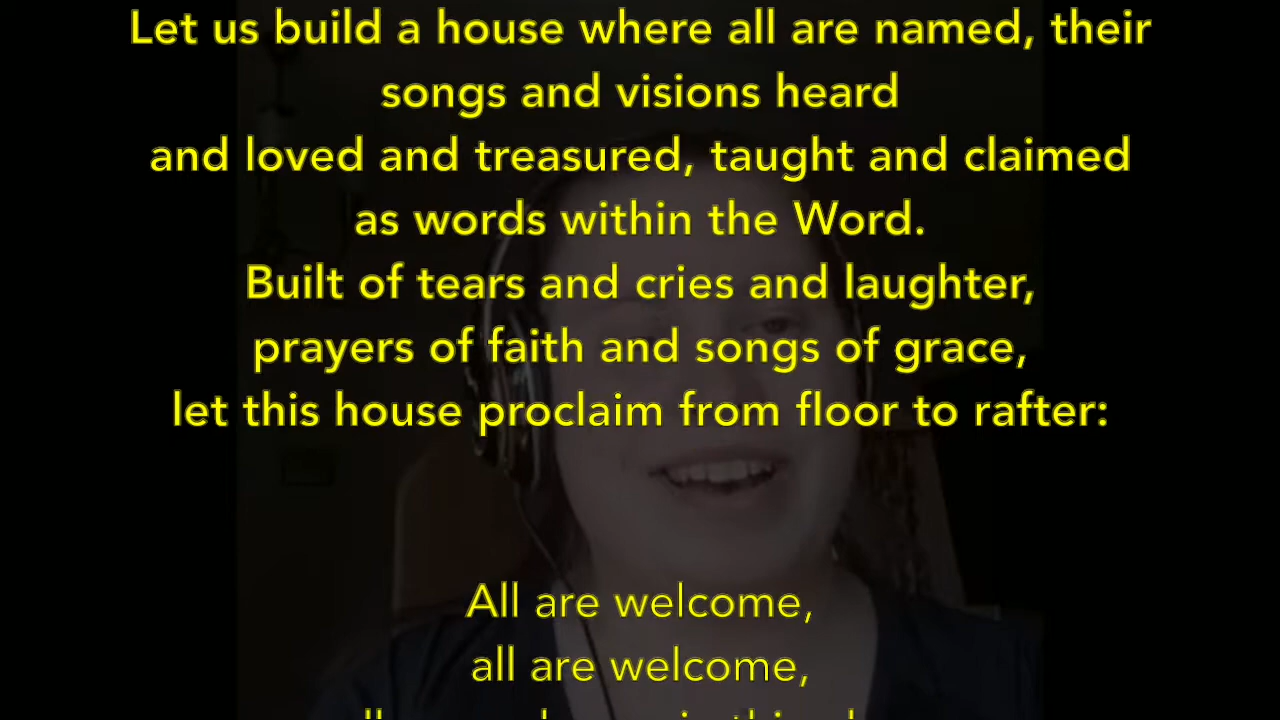 Let us build a house where all are named, their
songs and visions heard
and loved and treasured, taught and claimed
as words within the Word.
Built of tears and cries and laughter,
prayers of faith and songs of grace,
let this house proclaim from floor to rafter:
All are welcome,
all are welcome,